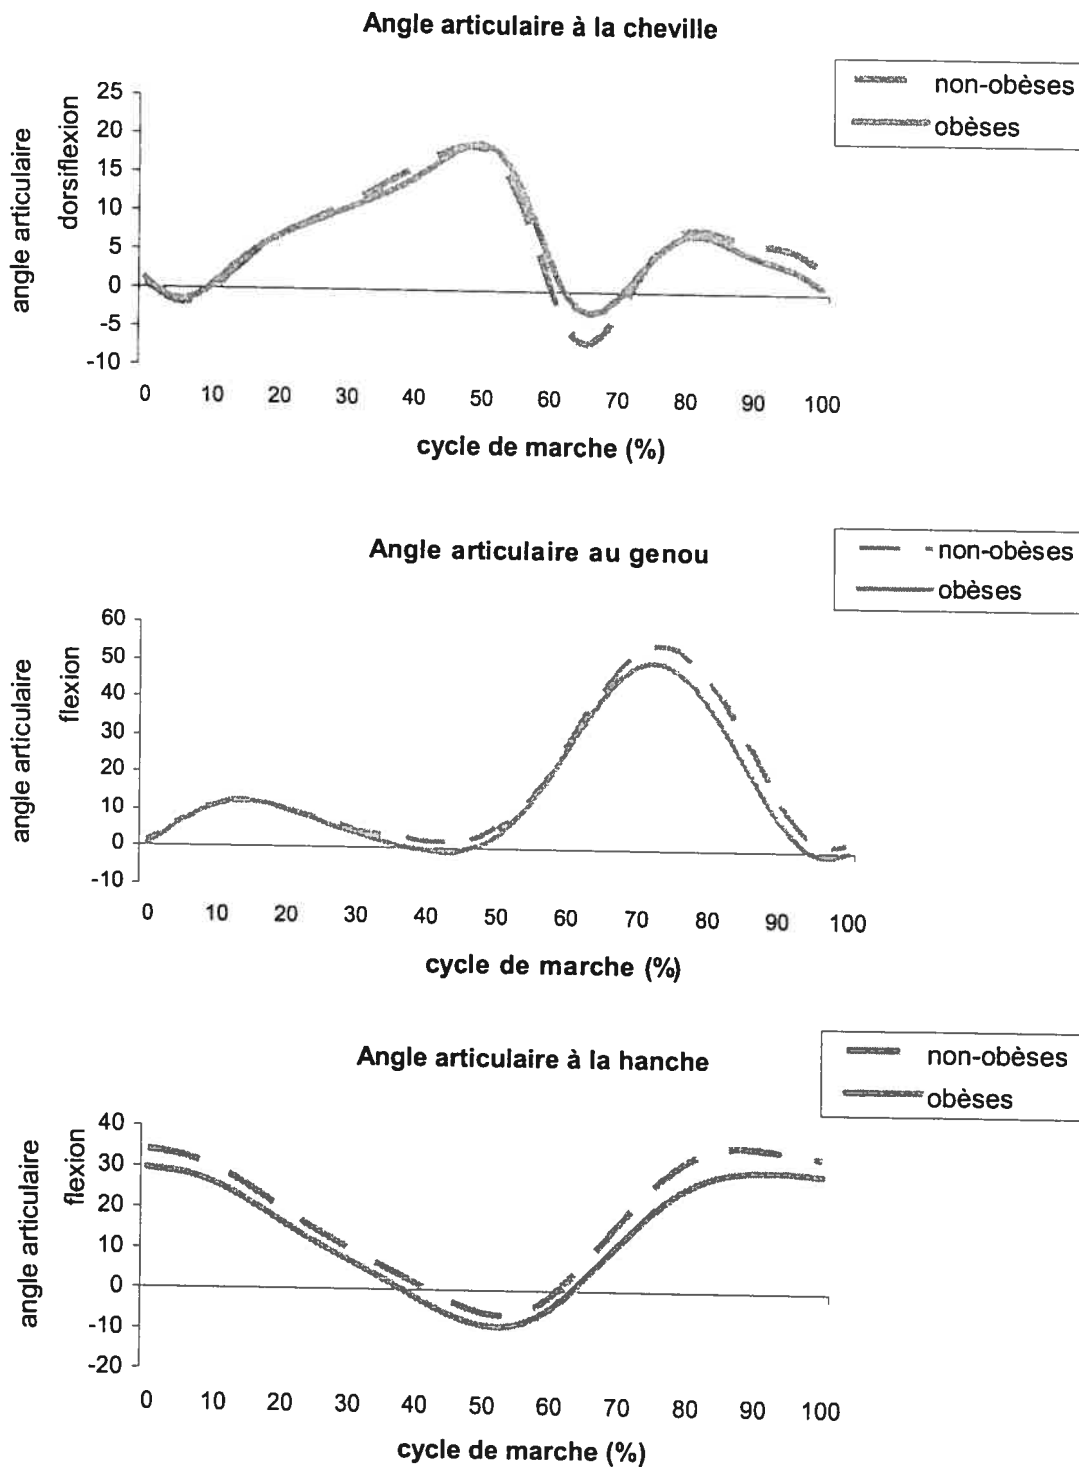 Angle articulaire à la cheville
non-obèses
obèses
angle articulaire
dorsiflexion
25
20
15
10
5
0
-5
-10
0 10 20 30 40 50 60 70 80 90 100
cycle de marche (%)
Angle articulaire au genou
non-obèses
obèses
angle articulaire
flexion
60
50
40
30
20
10
0
-10
0 10 20 30 40 50 60 70 80 90 100
cycle de marche (%)
Angle articulaire à la hanche
non-obèses
obèses
angle articulaire
flexion
40
30
20
10
0
-10
-20
0 10 20 30 40 50 60 70 80 90 100
cycle de marche (%)